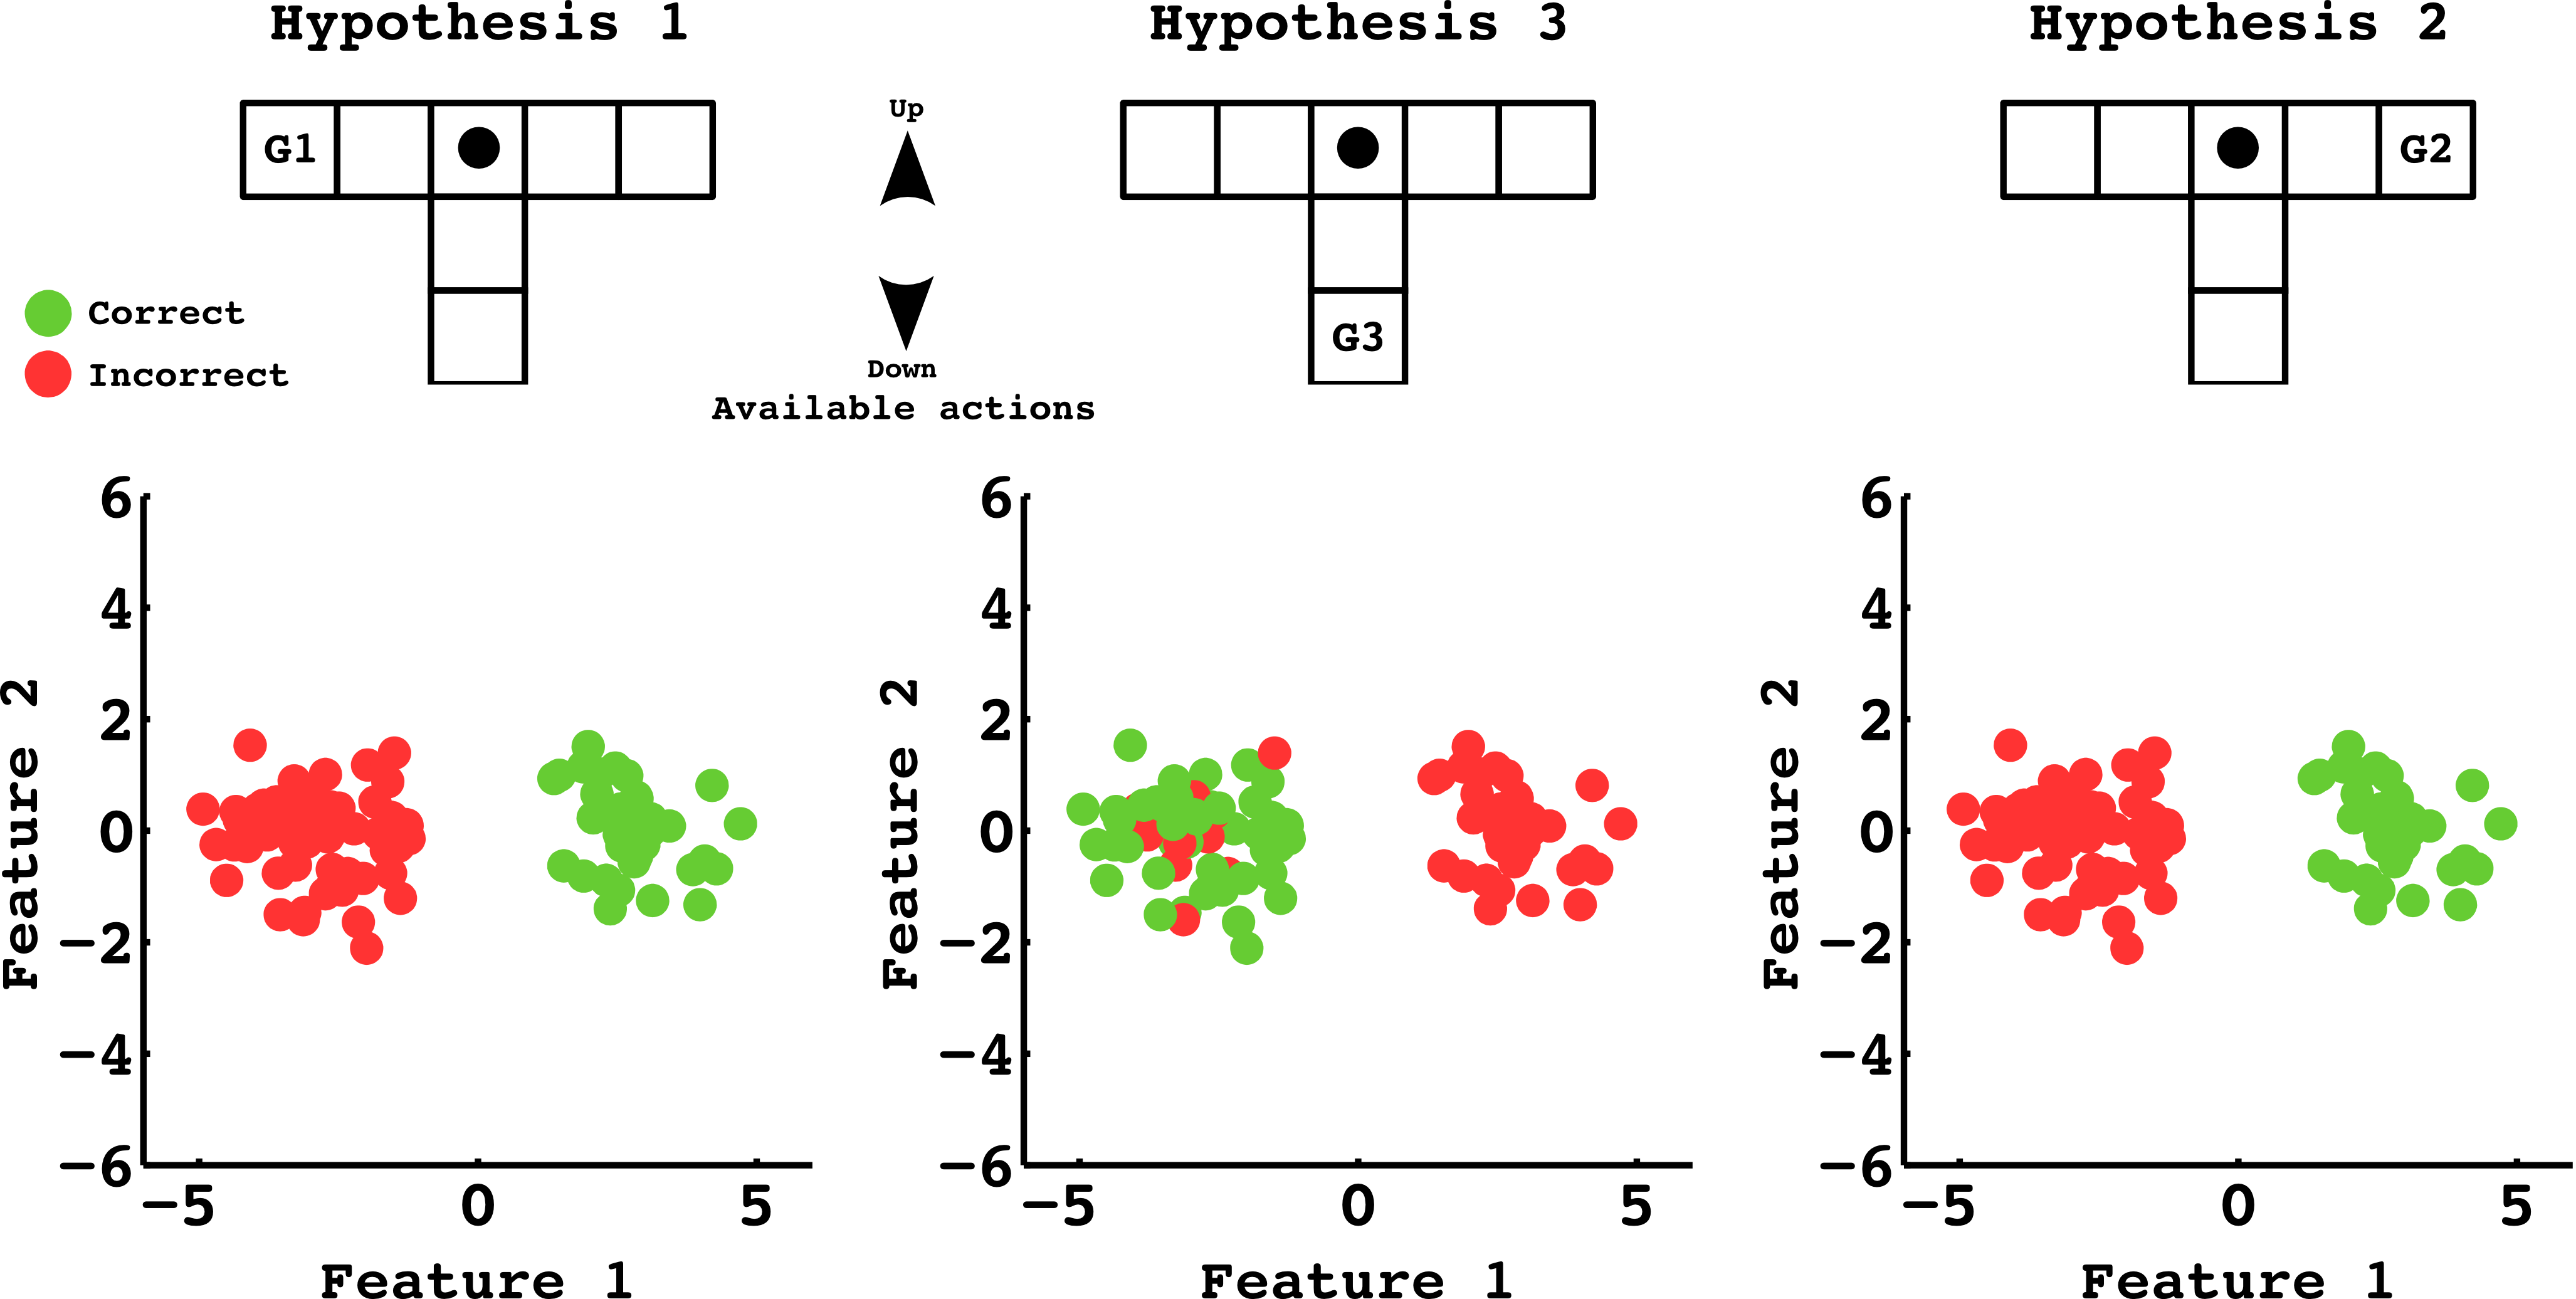 Hypothesis 1
Hypothesis 3
Hypothesis 2
G1
Up
G2
Correct
Incorrect
G3
Down
Available actions
6
4
2
0
−2
−4
−6
−5
0
5
Feature 2
Feature 1
6
4
2
0
−2
−4
−6
−5
0
5
Feature 2
Feature 1
6
4
2
0
−2
−4
−6
−5
0
5
Feature 2
Feature 1